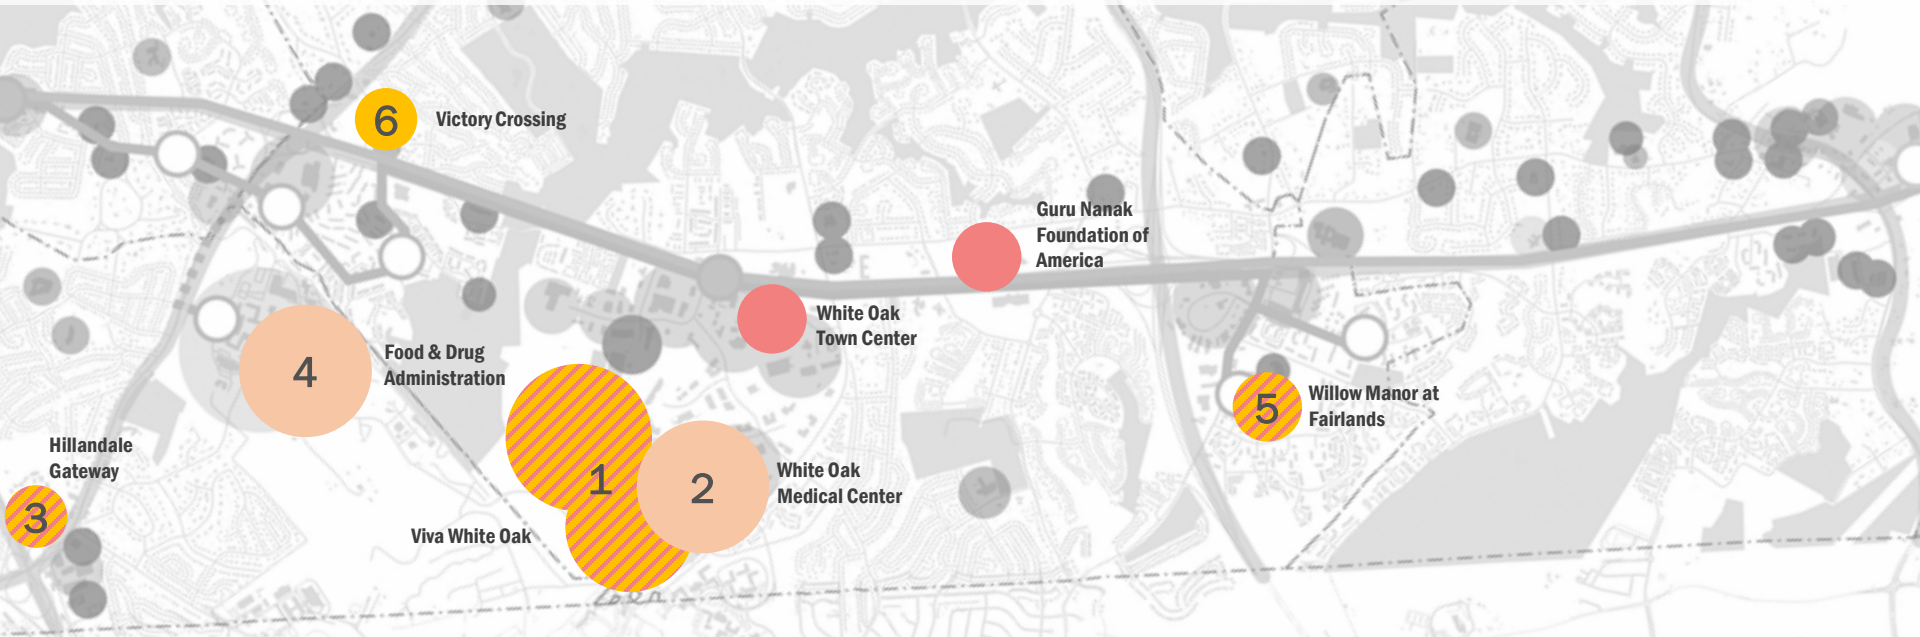 6
Victory Crossing
Guru Nanak
Foundation of
America
White Oak
Town Center
4
Food & Drug
Administration
5
Willow Manor at
Fairlands
Hillandale
Gateway
3
1
2
White Oak
Medical Center
Viva White Oak